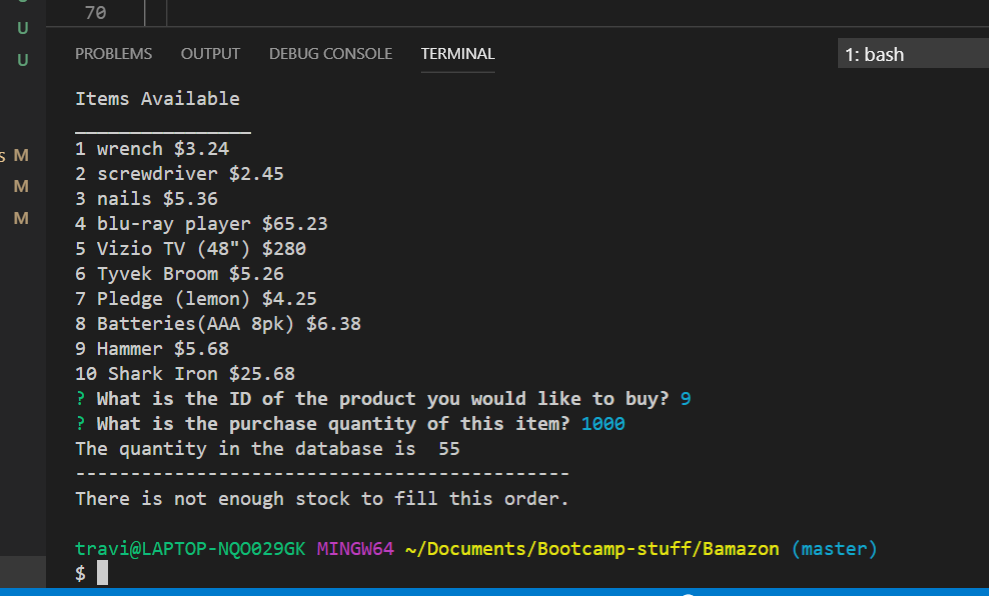 70
U
U
PROBLEMS OUTPUT DEBUG CONSOLE TERMINAL 1: bash
Items Available
________________
s M
1 wrench $3.24
2 screwdriver $2.45
M
3 nails $5.36
M
4 blu-ray player $65.23
5 Vizio TV (48") $280
6 Tyvek Broom $5.26
7 Pledge (lemon) $4.25
8 Batteries(AAA 8pk) $6.38
9 Hammer $5.68
10 Shark Iron $25.68
? What is the ID of the product you would like to buy? 9
? What is the purchase quantity of this item? 1000
The quantity in the database is  55
---------------------------------------------
There is not enough stock to fill this order.
travi@LAPTOP-NQO029GK MINGW64 ~/Documents/Bootcamp-stuff/Bamazon (master)
$